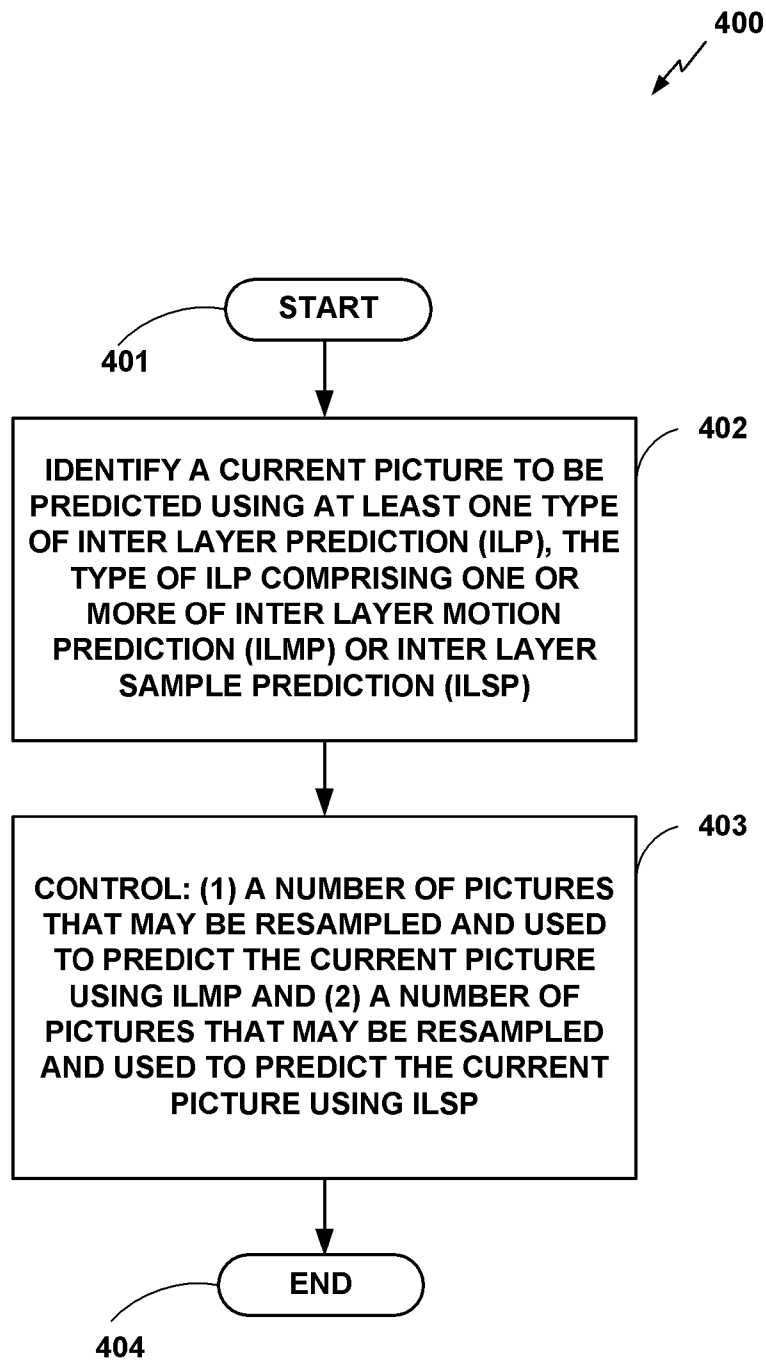 400
START
401
402
IDENTIFY A CURRENT PICTURE TO BE
PREDICTED USING AT LEAST ONE TYPE
OF INTER LAYER PREDICTION (ILP), THE
TYPE OF ILP COMPRISING ONE OR
MORE OF INTER LAYER MOTION
PREDICTION (ILMP) OR INTER LAYER
SAMPLE PREDICTION (ILSP)
403
CONTROL: (1) A NUMBER OF PICTURES
THAT MAY BE RESAMPLED AND USED
TO PREDICT THE CURRENT PICTURE
USING ILMP AND (2) A NUMBER OF
PICTURES THAT MAY BE RESAMPLED
AND USED TO PREDICT THE CURRENT
PICTURE USING ILSP
END
404